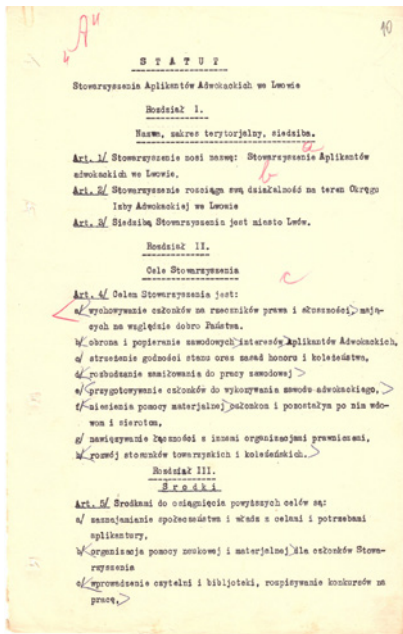 "A"
10
STATUT
Stowarzyszenia Aplikantów Adwokackich we Lwowie
Rozdział I.
Nazwa, zakres terytorjalny, siedziba.
a
Art. 1/ Stowarzyszenie nosi nazwę: Stowarzyszenie Aplikantów
adwokackich we Lwowie.
b
Art. 2/ Stowarzyszenie rozciąga swą działalność na teren Okręgu
Izby Adwokackiej we Lwowie
Art. 3/ Siedzibą Stowarzyszenia jest miasto Lwów.
Rozdział II.
Cele Stowarzyszenia
c
Art. 4/ Celem Stowarzyszenia jest:
a/ wychowywanie członków na rzeczników prawa i słuszności, mają-
cych na względzie dobro Państwa.
b/ obrona i popieranie zawodowych interesów Aplikantów Adwokackich,
c/ strzeżenie godności stanu oraz zasad honoru i koleżeństwa,
d/ rozbudzanie zamiłowania do pracy zawodowej
e/ przygotowywanie członków do wykonywania zawodu adwokackiego,
f/ niesienia pomocy materjalnej członkom i pozostałym po nim wdo-
wom i sierotom,
g/ nawiązywanie łączności z innemi organizacjami prawniczemi,
h/ rozwój stosunków towarzyskich i koleżeńskich.
Rozdział III.
Środki
Art. 5/ Środkami do osiągnięcia powyższych celów są:
a/ zaznajamianie społeczeństwa i władz z celami i potrzebami
aplikantury,
b/ organizacja pomocy naukowej i materjalnej dla członków Stowa-
rzyszenia
c/ wprowadzenie czytelni i bibljoteki, rozpisywanie konkursów na
pracę,